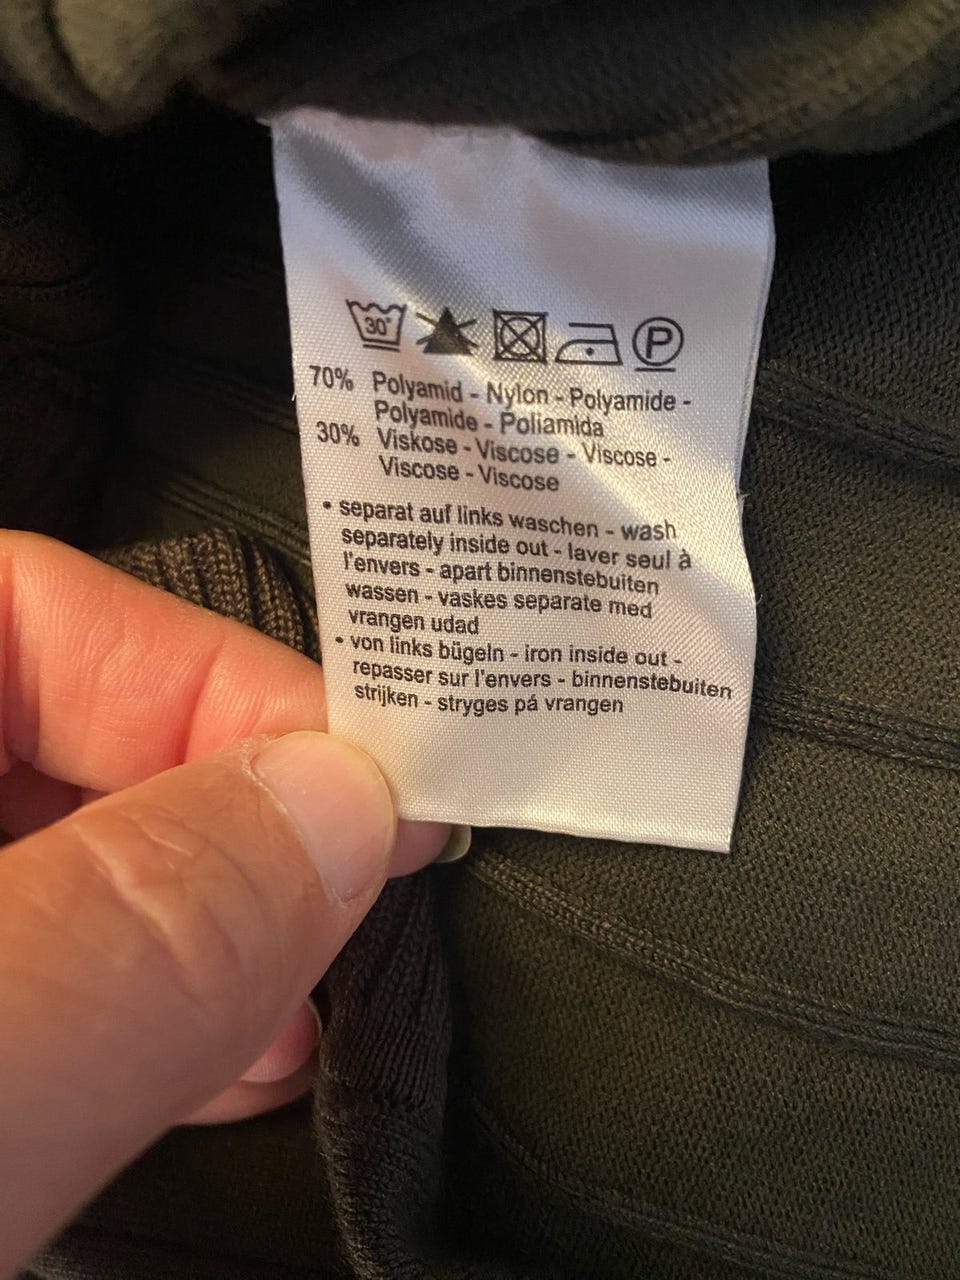 30°
P
70% Polyamid - Nylon - Polyamide -
Polyamide - Poliamida
30% Viskose - Viscose - Viscose -
Viscose - Viscose
• separat auf links waschen - wash
separately inside out - laver seul à
l'envers - apart binnenstebuiten
wassen - vaskes separate med
vrangen udad
• von links bügeln - iron inside out -
repasser sur l'envers - binnenstebuiten
strijken - stryges pá vrangen